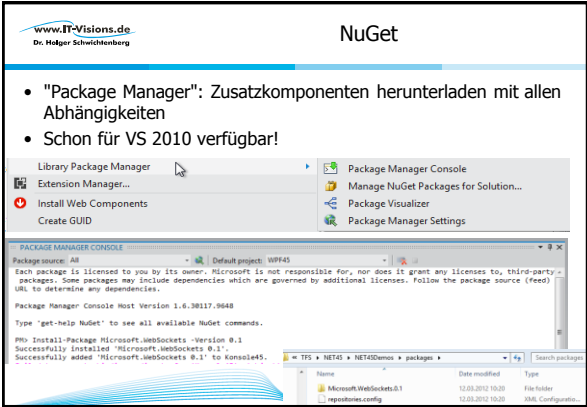 www.IT-Visions.de
Dr. Holger Schwichtenberg
NuGet
• "Package Manager": Zusatzkomponenten herunterladen mit allen
Abhängigkeiten
• Schon für VS 2010 verfügbar!
Library Package Manager
Extension Manager...
Install Web Components
Create GUID
Package Manager Console
Manage NuGet Packages for Solution...
Package Visualizer
Package Manager Settings
PACKAGE MANAGER CONSOLE
Package source: All
Default project: WPF45
Each package is licensed to you by its owner. Microsoft is not responsible for, nor does it grant any licenses to, third-party
packages. Some packages may include dependencies which are governed by additional licenses. Follow the package source (feed)
URL to determine any dependencies.
Package Manager Console Host Version 1.6.30117.9648
Type 'get-help NuGet' to see all available NuGet commands.
PM> Install-Package Microsoft.WebSockets -Version 0.1
Successfully installed 'Microsoft.WebSockets 0.1'.
Successfully added 'Microsoft.WebSockets 0.1' to Konsole45.
« TFS ▸ NET45 ▸ NET45Demos ▸ packages ▸
Search packages
Name
Date modified
Type
Microsoft.WebSockets.0.1
12.03.2012 10:20
File folder
repositories.config
12.03.2012 10:20
XML Configuratio...